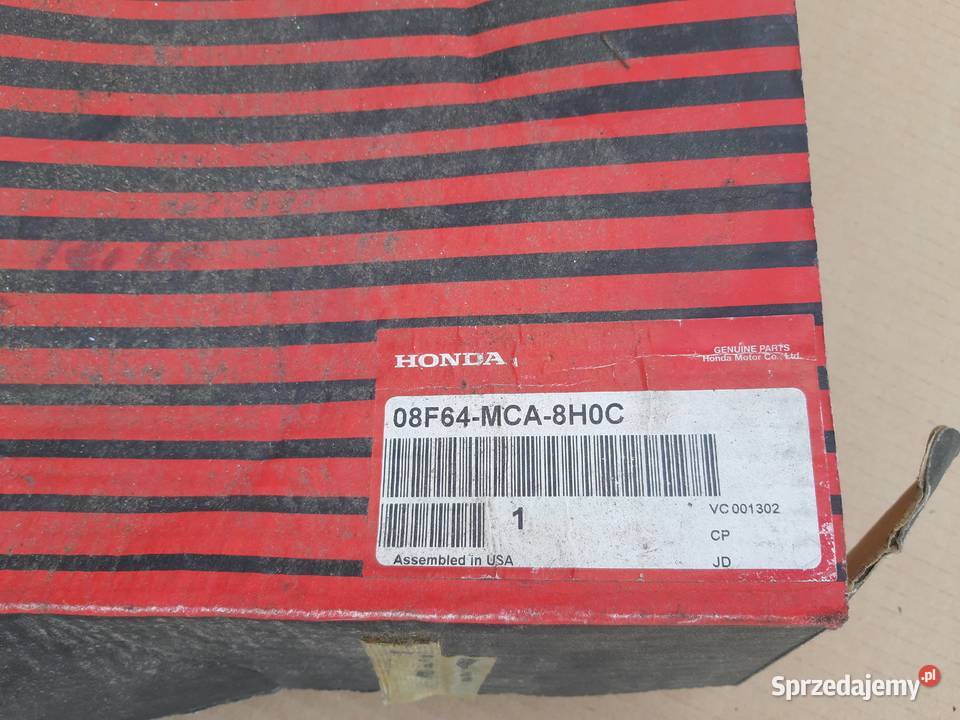 HONDA
GENUINE PARTS
Honda Motor Co., Ltd.
08F64-MCA-8H0C
1
VC 001302
CP
Assembled in USA
JD
Sprzedajemy.pl